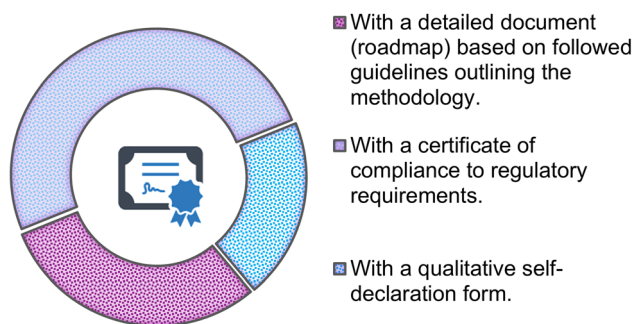 With a detailed document
(roadmap) based on followed
guidelines outlining the
methodology.
With a certificate of
compliance to regulatory
requirements.
With a qualitative self-
declaration form.